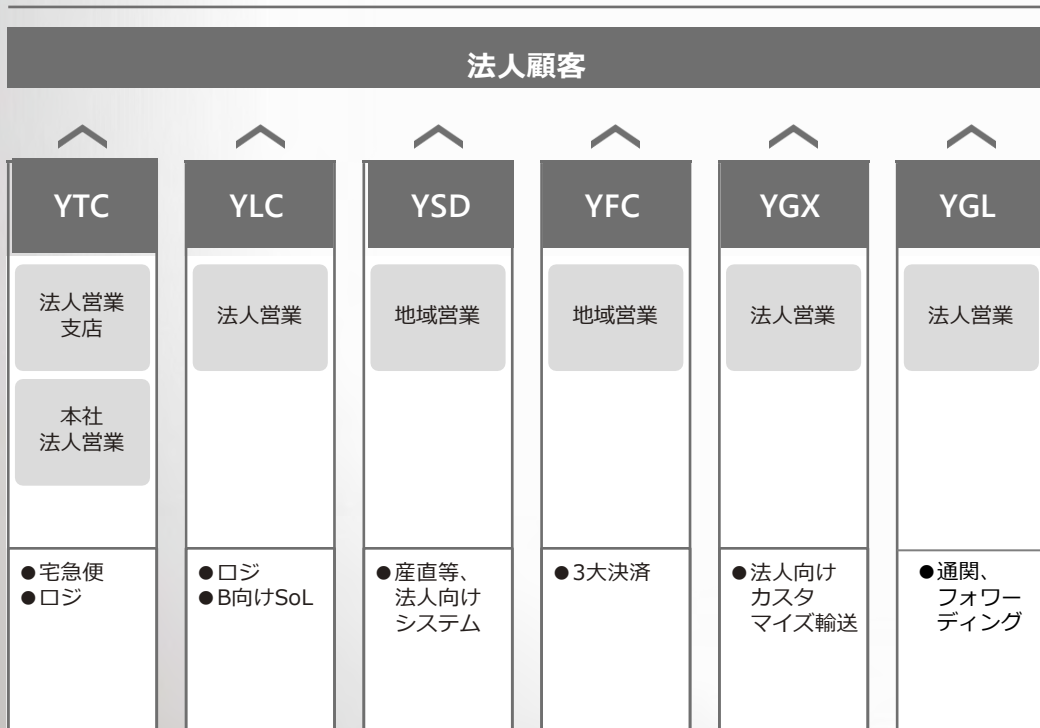 法人顧客
YTC
YLC
YSD
YFC
YGX
YGL
法人営業
支店
法人営業
地域営業
地域営業
法人営業
法人営業
本社
法人営業
●宅急便
●ロジ
●ロジ
●B向けSoL
●産直等、
法人向け
システム
●3大決済
●法人向け
カスタ
マイズ輸送
●通関、
フォワー
ディング